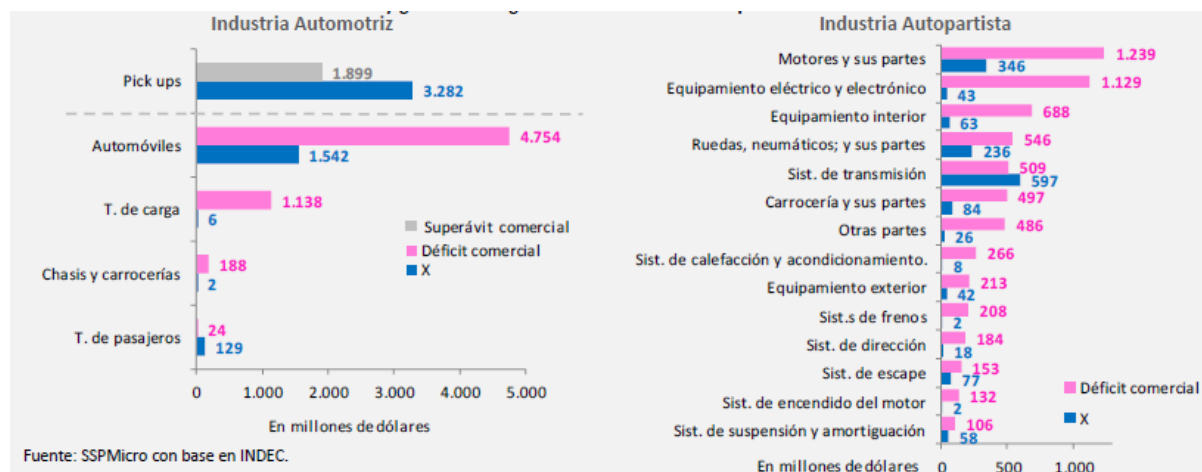 Industria Automotriz
Pick ups
1.899
3.282
Automóviles
4.754
1.542
T. de carga
1.138
6
Chasis y carrocerías
188
2
T. de pasajeros
24
129
Superávit comercial
Déficit comercial
X
0 1.000 2.000 3.000 4.000 5.000
En millones de dólares
Fuente: SSPMicro con base en INDEC.
Industria Autopartista
Motores y sus partes
1.239
346
Equipamiento eléctrico y electrónico
1.129
43
Equipamiento interior
688
63
Ruedas, neumáticos; y sus partes
546
236
Sist. de transmisión
509
597
Carrocería y sus partes
497
84
Otras partes
486
26
Sist. de calefacción y acondicionamiento.
266
8
Equipamiento exterior
213
42
Sist.s de frenos
208
2
Sist. de dirección
184
18
Sist. de escape
153
77
Sist. de encendido del motor
132
2
Sist. de suspensión y amortiguación
106
58
Déficit comercial
X
0 500 1.000
En millones de dólares